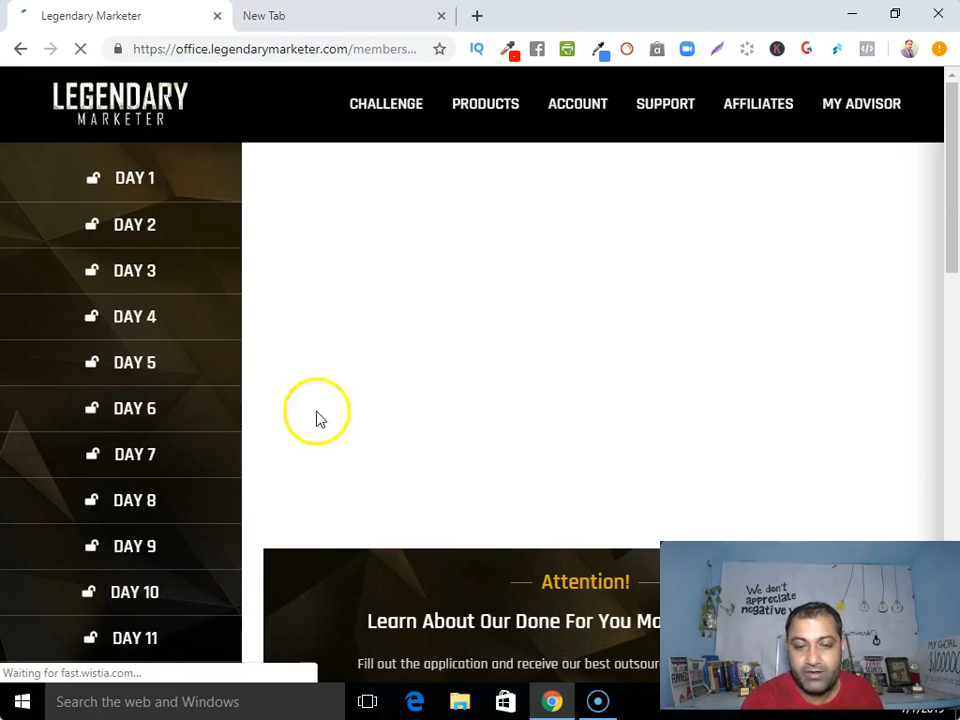 Legendary Marketer
New Tab
https://office.legendarymarketer.com/members...
LEGENDARY
MARKETER
CHALLENGE
PRODUCTS
ACCOUNT
SUPPORT
AFFILIATES
MY ADVISOR
DAY 1
DAY 2
DAY 3
DAY 4
DAY 5
DAY 6
DAY 7
DAY 8
DAY 9
DAY 10
DAY 11
Attention!
Learn About Our Done For You
Fill out the application and receive our best
We don't
appreciate
MY GOAL
Waiting for fast.wistia.com...
Search the web and Windows